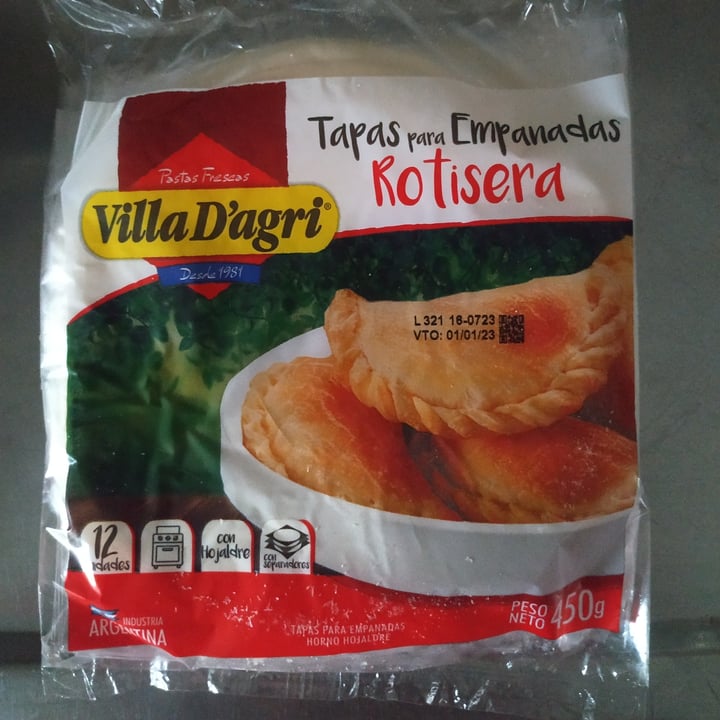 Tapas para Empanadas
Rotisera
Pastas Frescas
Villa D'agri®
Desde 1981
L 321 16-0723
VTO: 01/01/23
12
con
Hojaldre
con
separadores
INDUSTRIA
ARGENTINA
TAPAS PARA EMPANADAS
HORNO HOJALDRE
PESO
NETO 450g